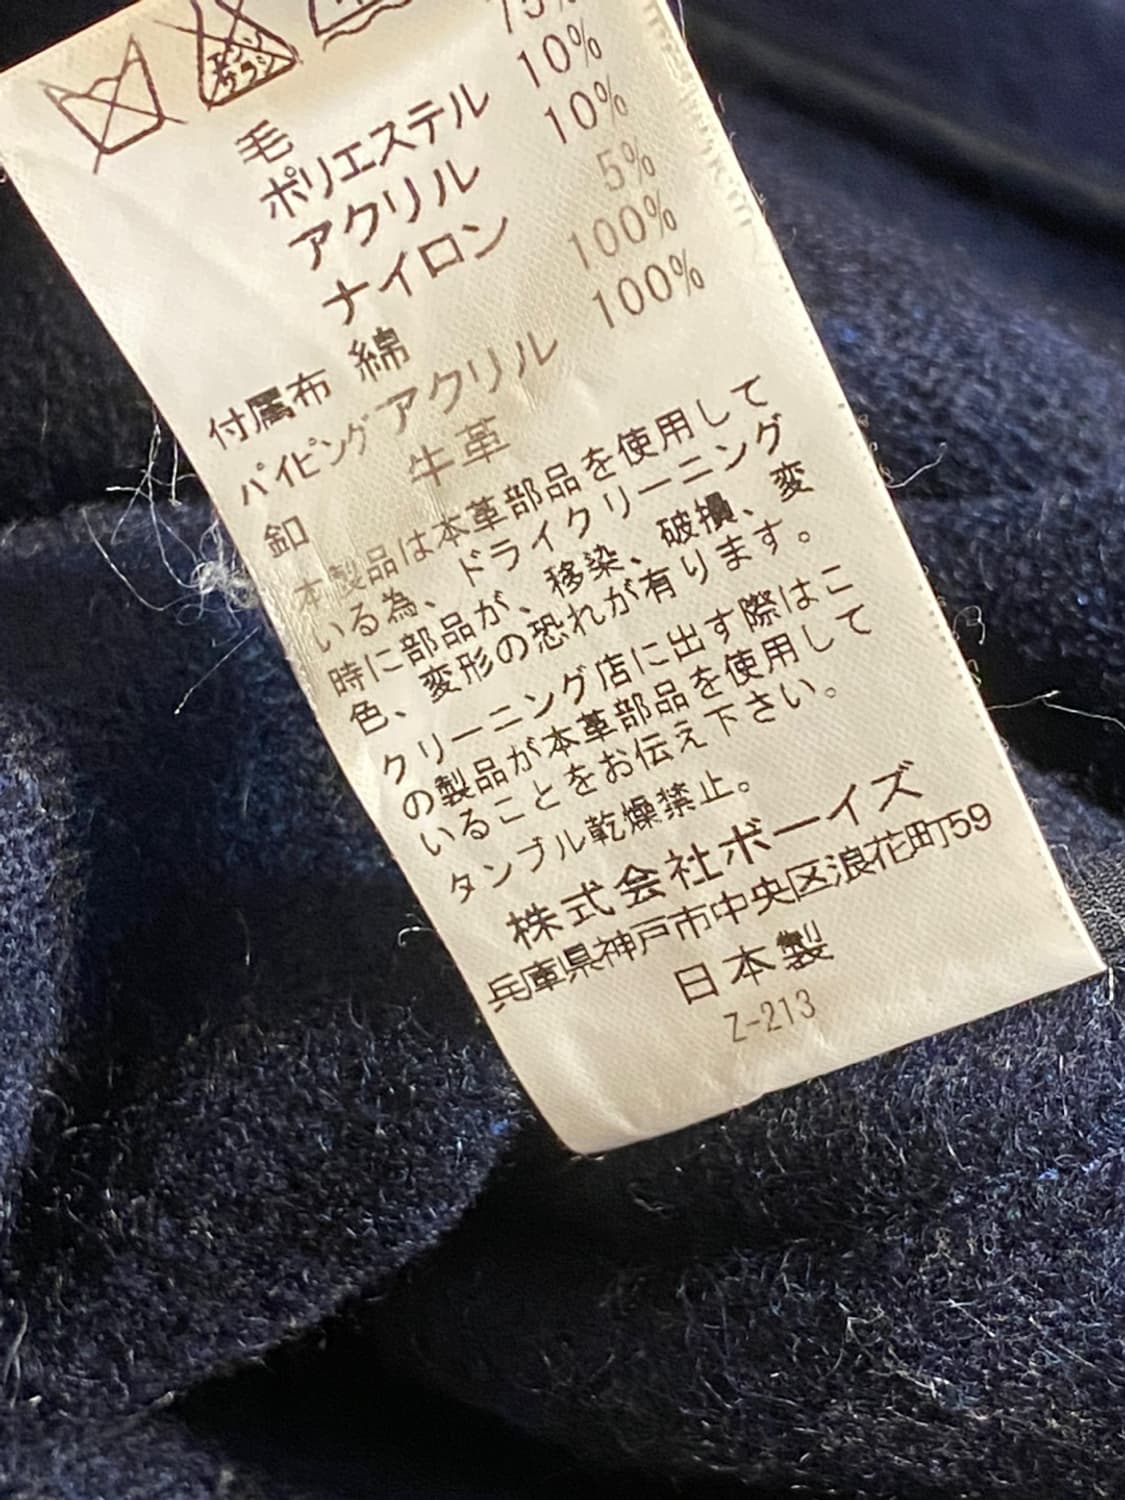 エンソ
サラシ
毛 75%
ポリエステル 10%
アクリル 10%
ナイロン 5%
付属布 綿 100%
パイピングアクリル 100%
釦 牛革
本製品は本革部品を使用して
いる為、ドライクリーニング
時に部品が、移染、破損、変
色、変形の恐れが有ります。
クリーニング店に出す際はこ
の製品が本革部品を使用して
いることをお伝え下さい。
タンブル乾燥禁止。
株式会社ボーイズ
兵庫県神戸市中央区浪花町59
日本製
Z-213